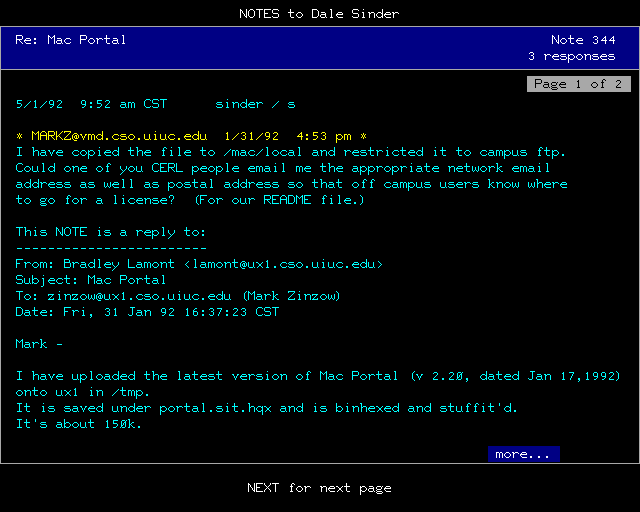 NOTES to Dale Sinder
Re: Mac Portal Note 344
3 responses
Page 1 of 2
5/1/92 9:52 am CST sinder / s
* MARKZ@vmd.cso.uiuc.edu 1/31/92 4:53 pm *
I have copied the file to /mac/local and restricted it to campus ftp.
Could one of you CERL people email me the appropriate network email
address as well as postal address so that off campus users know where
to go for a license? (For our README file.)
This NOTE is a reply to:
------------------------
From: Bradley Lamont <lamont@ux1.cso.uiuc.edu>
Subject: Mac Portal
To: zinzow@ux1.cso.uiuc.edu (Mark Zinzow)
Date: Fri, 31 Jan 92 16:37:23 CST
Mark -
I have uploaded the latest version of Mac Portal (v 2.20, dated Jan 17,1992)
onto ux1 in /tmp.
It is saved under portal.sit.hqx and is binhexed and stuffit'd.
It's about 150k.
more...
NEXT for next page